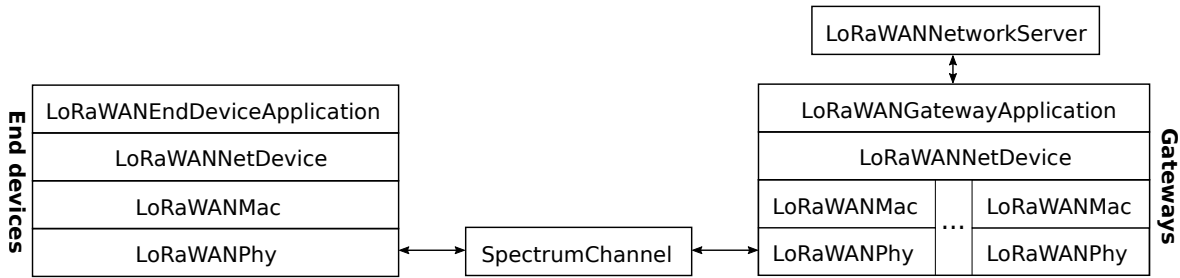 LoRaWANNetworkServer
End devices
LoRaWANEndDeviceApplication
LoRaWANNetDevice
LoRaWANMac
LoRaWANPhy
SpectrumChannel
LoRaWANGatewayApplication
LoRaWANNetDevice
LoRaWANMac ... LoRaWANMac
LoRaWANPhy LoRaWANPhy
Gateways